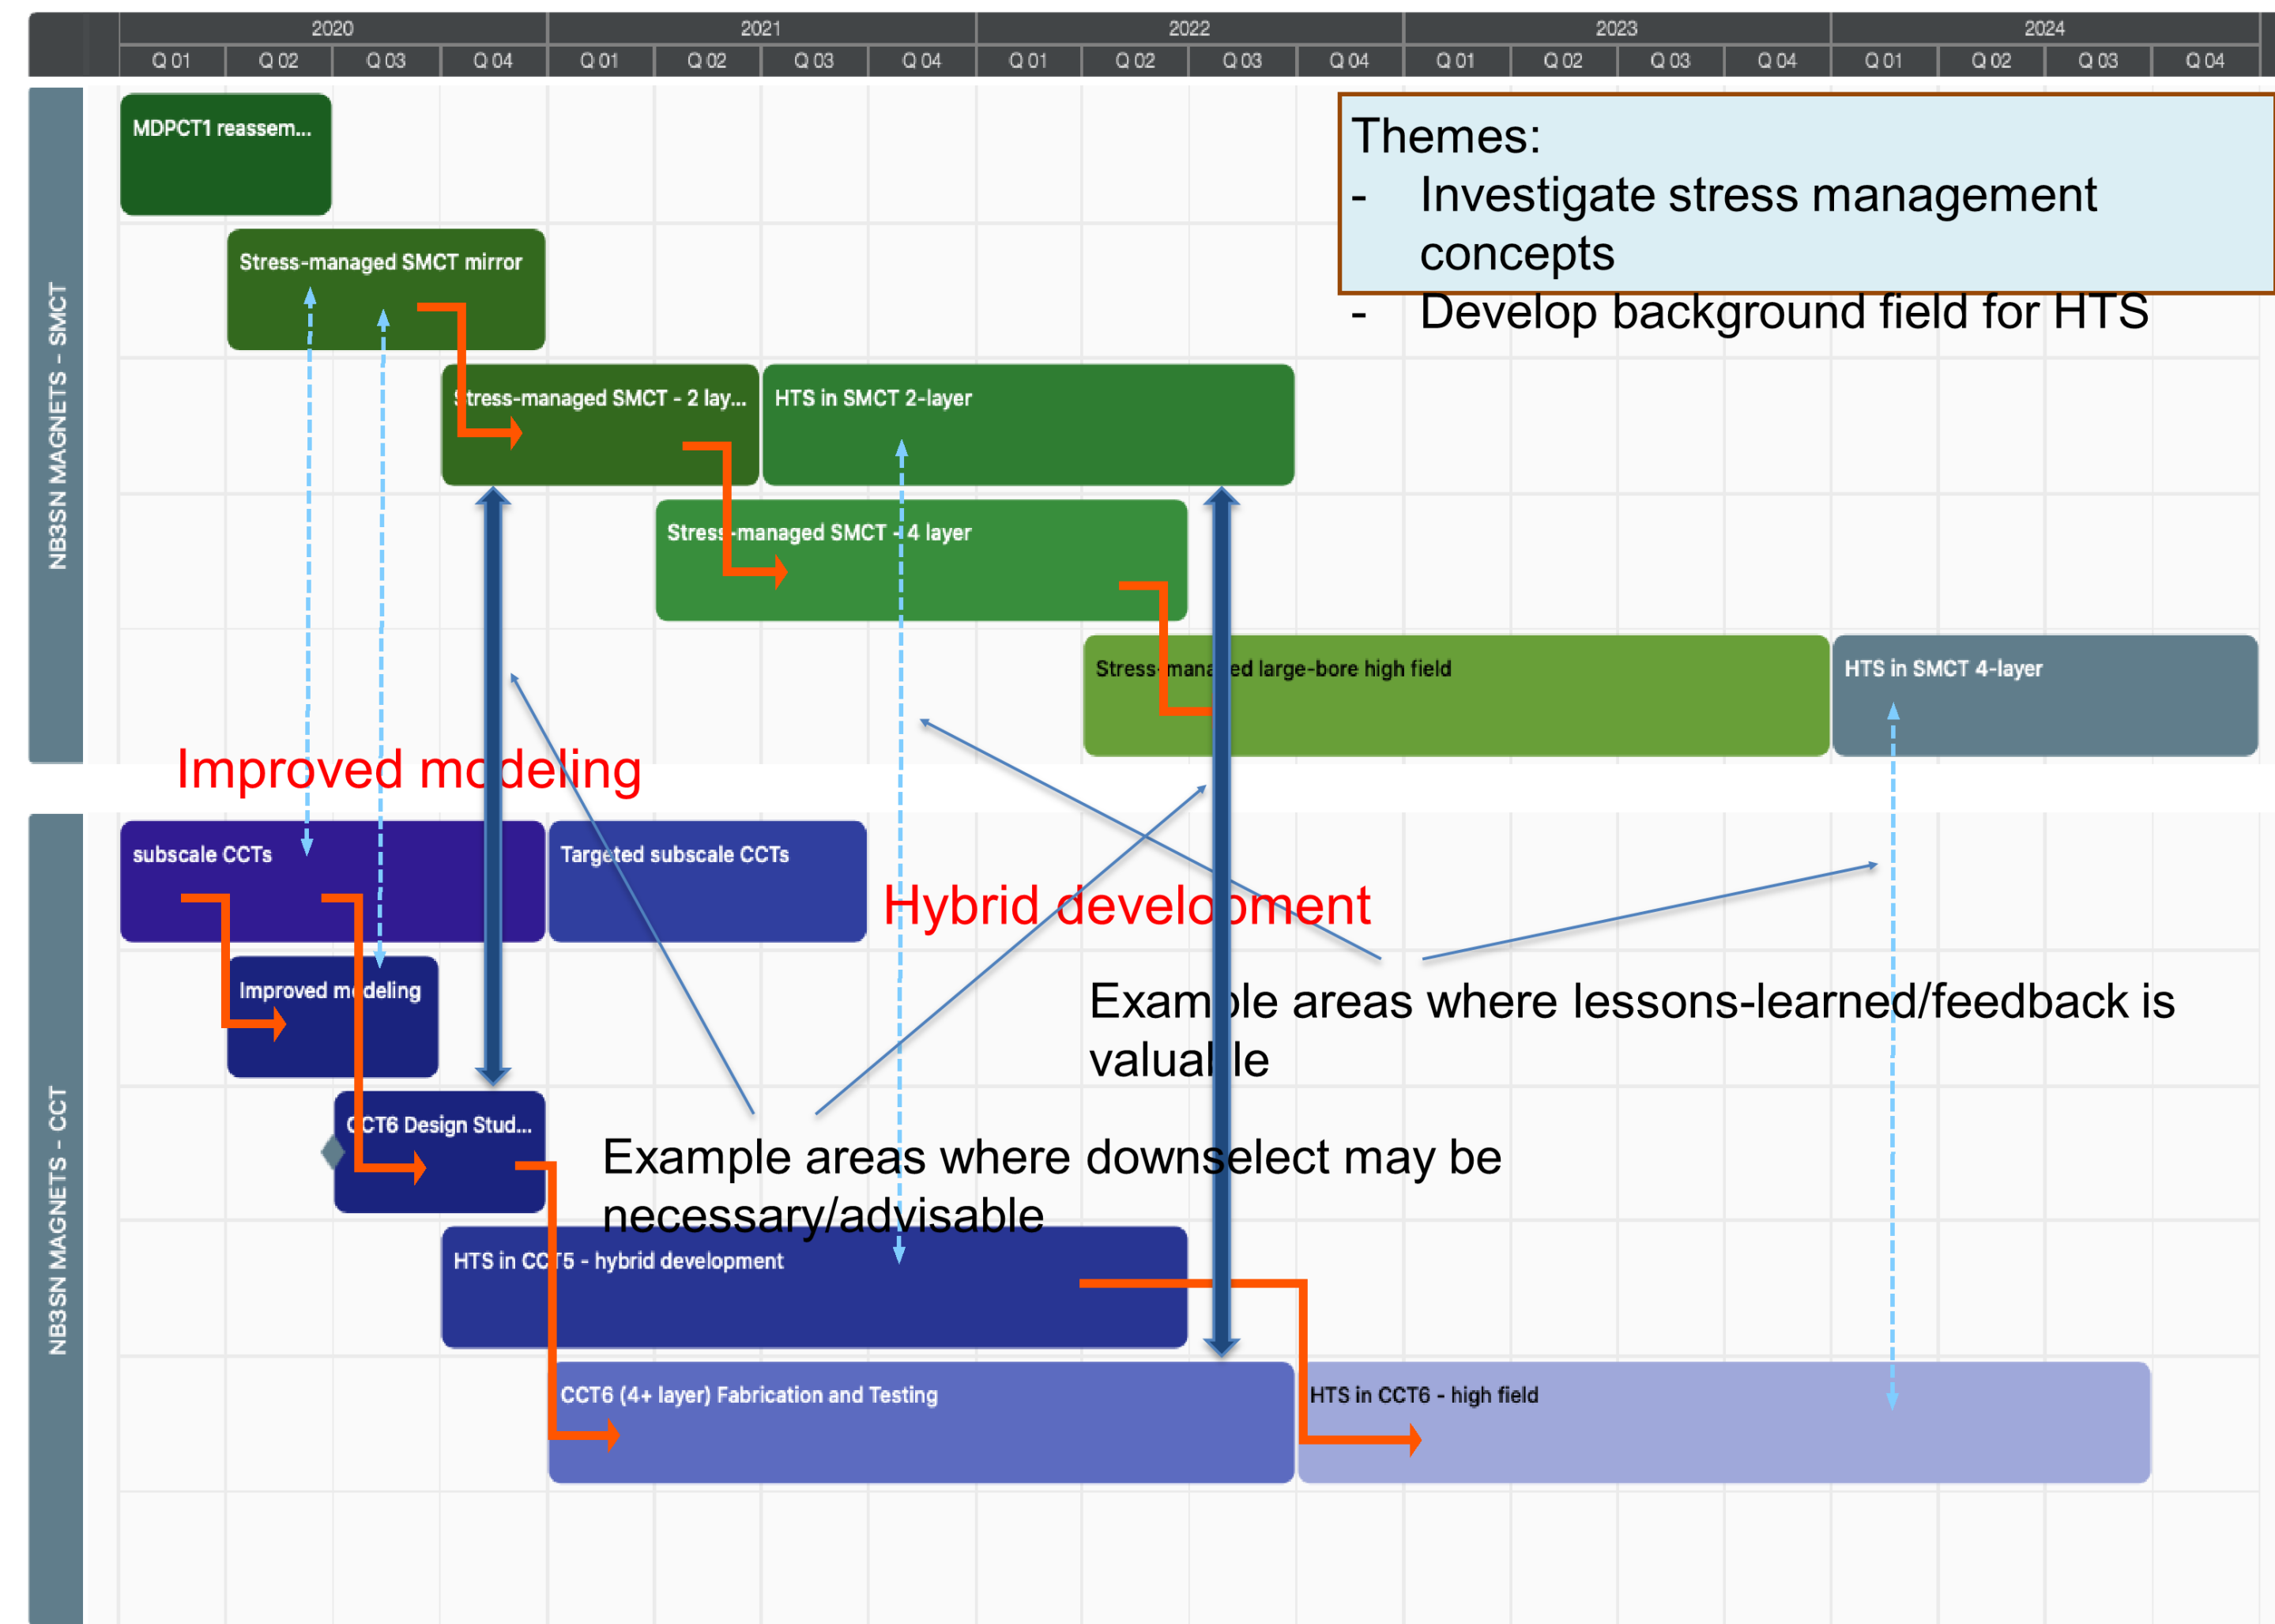 2020 2021 2022 2023 2024
Q 01 Q 02 Q 03 Q 04 Q 01 Q 02 Q 03 Q 04 Q 01 Q 02 Q 03 Q 04 Q 01 Q 02 Q 03 Q 04 Q 01 Q 02 Q 03 Q 04
NB3SN MAGNETS - SMCT
MDPCT1 reassem...
Themes:
- Investigate stress management
concepts
- Develop background field for HTS
Stress-managed SMCT mirror
Stress-managed SMCT - 2 lay...
HTS in SMCT 2-layer
Stress-managed SMCT - 4 layer
Stress-managed large-bore high field
HTS in SMCT 4-layer
Improved modeling
NB3SN MAGNETS - CCT
subscale CCTs
Targeted subscale CCTs
Hybrid development
Improved modeling
Example areas where lessons-learned/feedback is
valuable
CCT6 Design Stud...
Example areas where downselect may be
necessary/advisable
HTS in CCT5 - hybrid development
CCT6 (4+ layer) Fabrication and Testing
HTS in CCT6 - high field